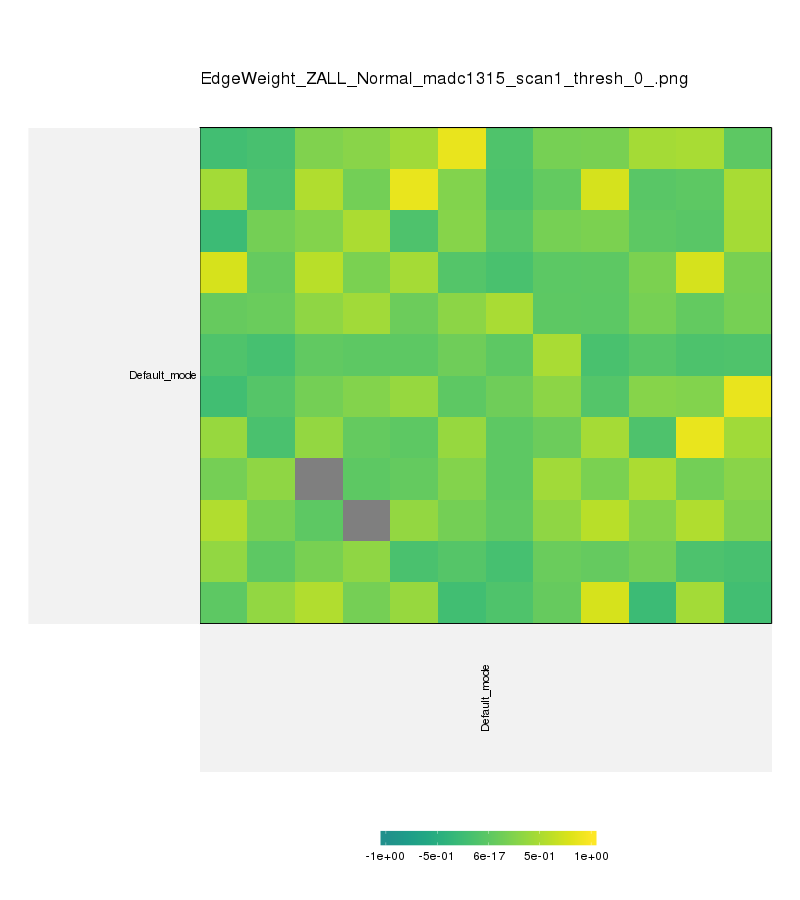 EdgeWeight_ZALL_Normal_madc1315_scan1_thresh_0_.png
Default_mode
Default_mode
-1e+00 -5e-01 6e-17 5e-01 1e+00